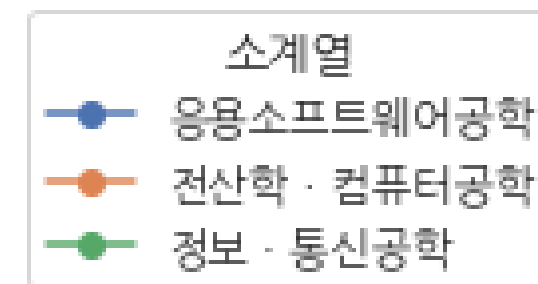 소계열
응용소프트웨어공학
전산학 · 컴퓨터공학
정보 · 통신공학